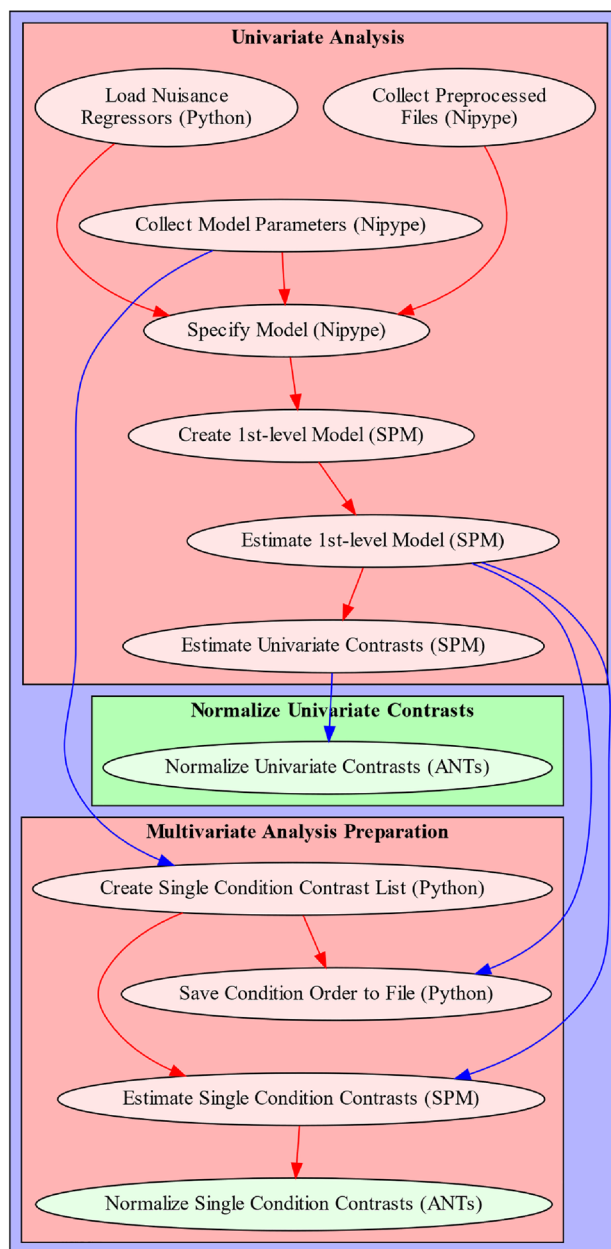 Univariate Analysis
Load Nuisance
Regressors (Python)
Collect Preprocessed
Files (Nipype)
Collect Model Parameters (Nipype)
Specify Model (Nipype)
Create 1st-level Model (SPM)
Estimate 1st-level Model (SPM)
Estimate Univariate Contrasts (SPM)
Normalize Univariate Contrasts
Normalize Univariate Contrasts (ANTs)
Multivariate Analysis Preparation
Create Single Condition Contrast List (Python)
Save Condition Order to File (Python)
Estimate Single Condition Contrasts (SPM)
Normalize Single Condition Contrasts (ANTs)